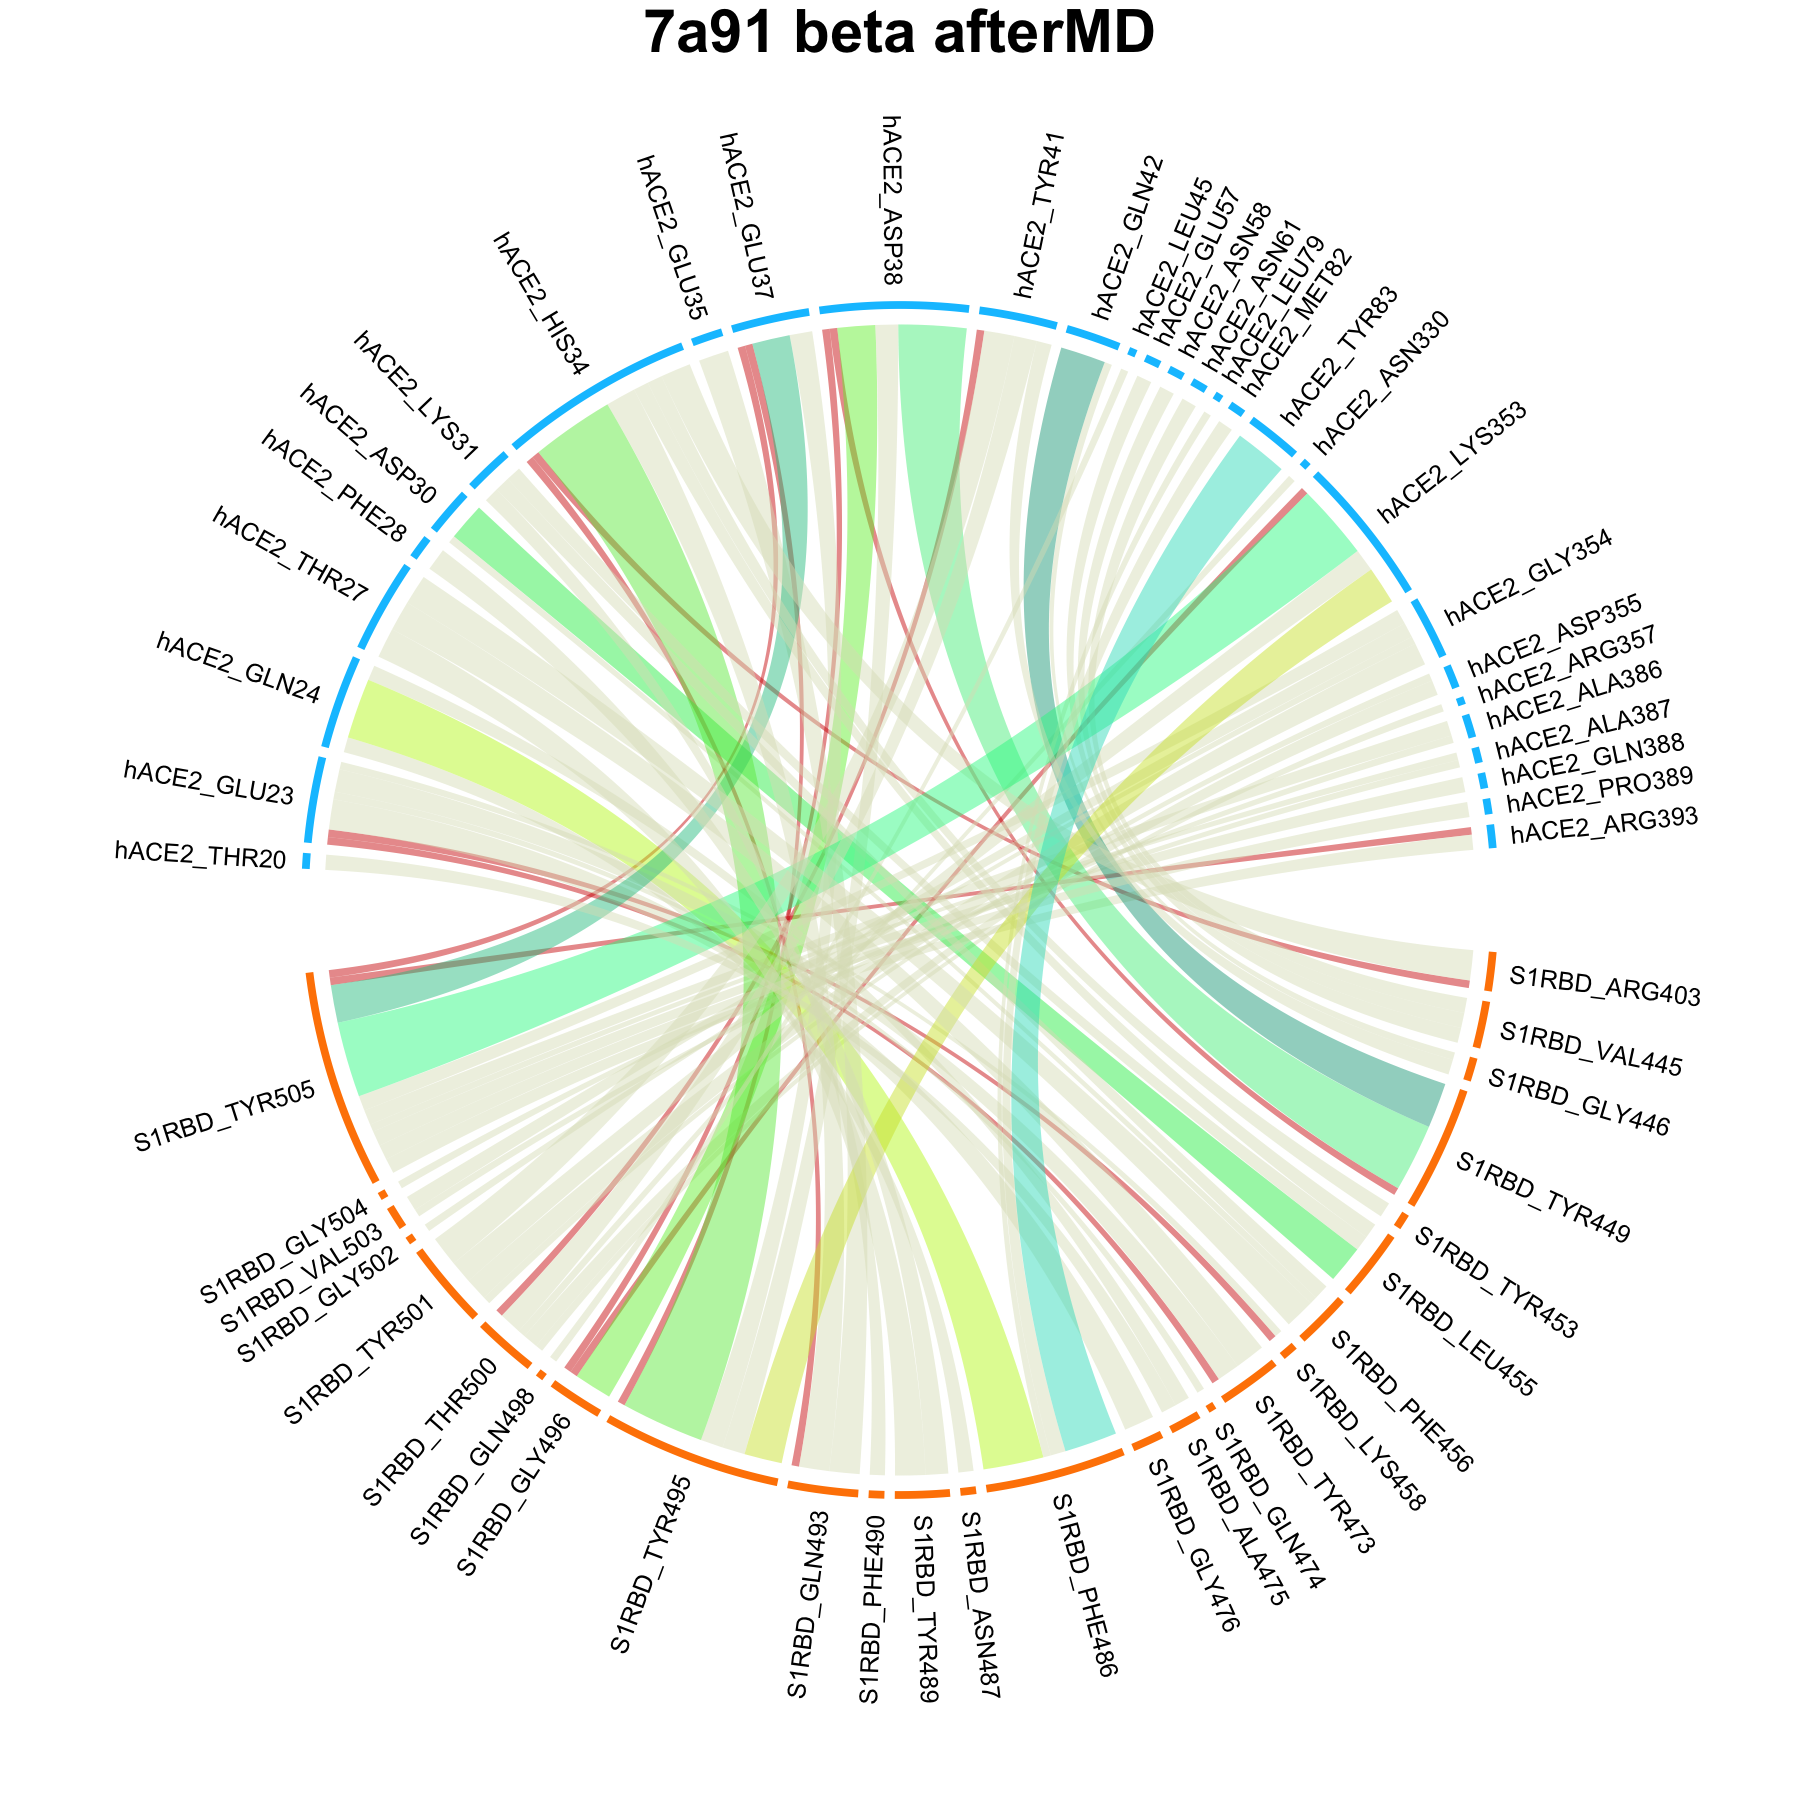 7a91 beta afterMD
hACE2_THR20
hACE2_GLU23
hACE2_GLN24
hACE2_THR27
hACE2_PHE28
hACE2_ASP30
hACE2_LYS31
hACE2_HIS34
hACE2_GLU35
hACE2_GLU37
hACE2_ASP38
hACE2_TYR41
hACE2_GLN42
hACE2_LEU45
hACE2_GLU57
hACE2_ASN58
hACE2_ASN61
hACE2_LEU79
hACE2_MET82
hACE2_TYR83
hACE2_ASN330
hACE2_LYS353
hACE2_GLY354
hACE2_ASP355
hACE2_ARG357
hACE2_ALA386
hACE2_ALA387
hACE2_GLN388
hACE2_PRO389
hACE2_ARG393
S1RBD_ARG403
S1RBD_VAL445
S1RBD_GLY446
S1RBD_TYR449
S1RBD_TYR453
S1RBD_LEU455
S1RBD_PHE456
S1RBD_LYS458
S1RBD_TYR473
S1RBD_GLN474
S1RBD_ALA475
S1RBD_GLY476
S1RBD_PHE486
S1RBD_ASN487
S1RBD_TYR489
S1RBD_PHE490
S1RBD_GLN493
S1RBD_TYR495
S1RBD_GLY496
S1RBD_GLN498
S1RBD_THR500
S1RBD_TYR501
S1RBD_GLY502
S1RBD_VAL503
S1RBD_GLY504
S1RBD_TYR505